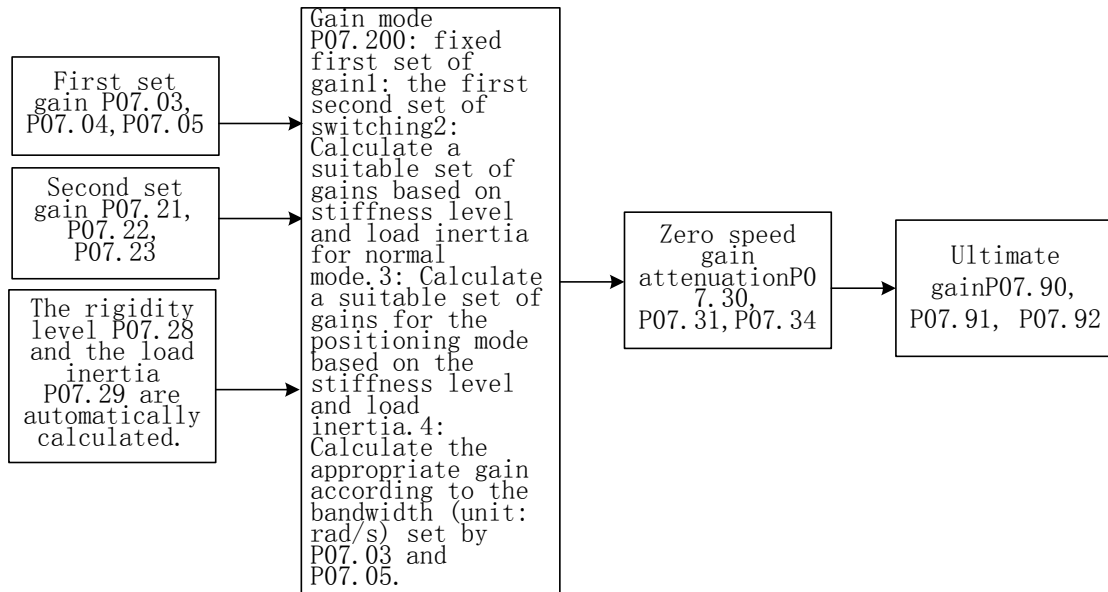 First set
gain P07.03,
P07.04,P07.05
Second set
gain P07.21,
P07.22,
P07.23
The rigidity
level P07.28
and the load
inertia
P07.29 are
automatically
calculated.
Gain mode
P07.200: fixed
first set of
gain1: the first
second set of
switching2:
Calculate a
suitable set of
gains based on
stiffness level
and load inertia
for normal
mode.3: Calculate
a suitable set of
gains for the
positioning mode
based on the
stiffness level
and load
inertia.4:
Calculate the
appropriate gain
according to the
bandwidth (unit:
rad/s) set by
P07.03 and
P07.05.
Zero speed
gain
attenuationP0
7.30,
P07.31,P07.34
Ultimate
gainP07.90,
P07.91, P07.92